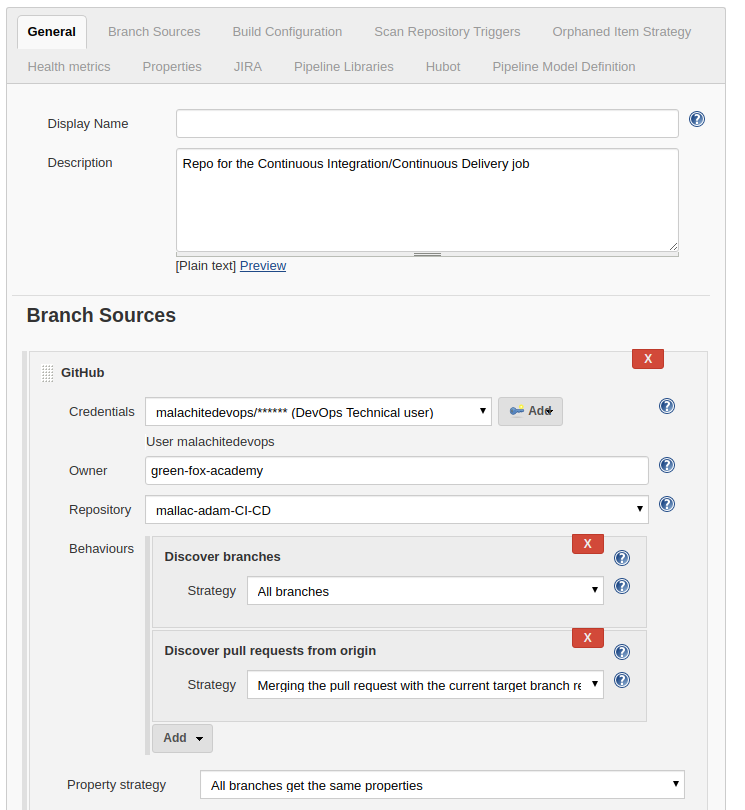 General Branch Sources Build Configuration Scan Repository Triggers Orphaned Item Strategy
Health metrics Properties JIRA Pipeline Libraries Hubot Pipeline Model Definition
Display Name
Description Repo for the Continuous Integration/Continuous Delivery job
[Plain text] Preview
Branch Sources
X
GitHub
Credentials malachitedevops/****** (DevOps Technical user) Add
User malachitedevops
Owner green-fox-academy
Repository mallac-adam-CI-CD
Behaviours
X
Discover branches
Strategy All branches
X
Discover pull requests from origin
Strategy Merging the pull request with the current target branch re
Add
Property strategy All branches get the same properties